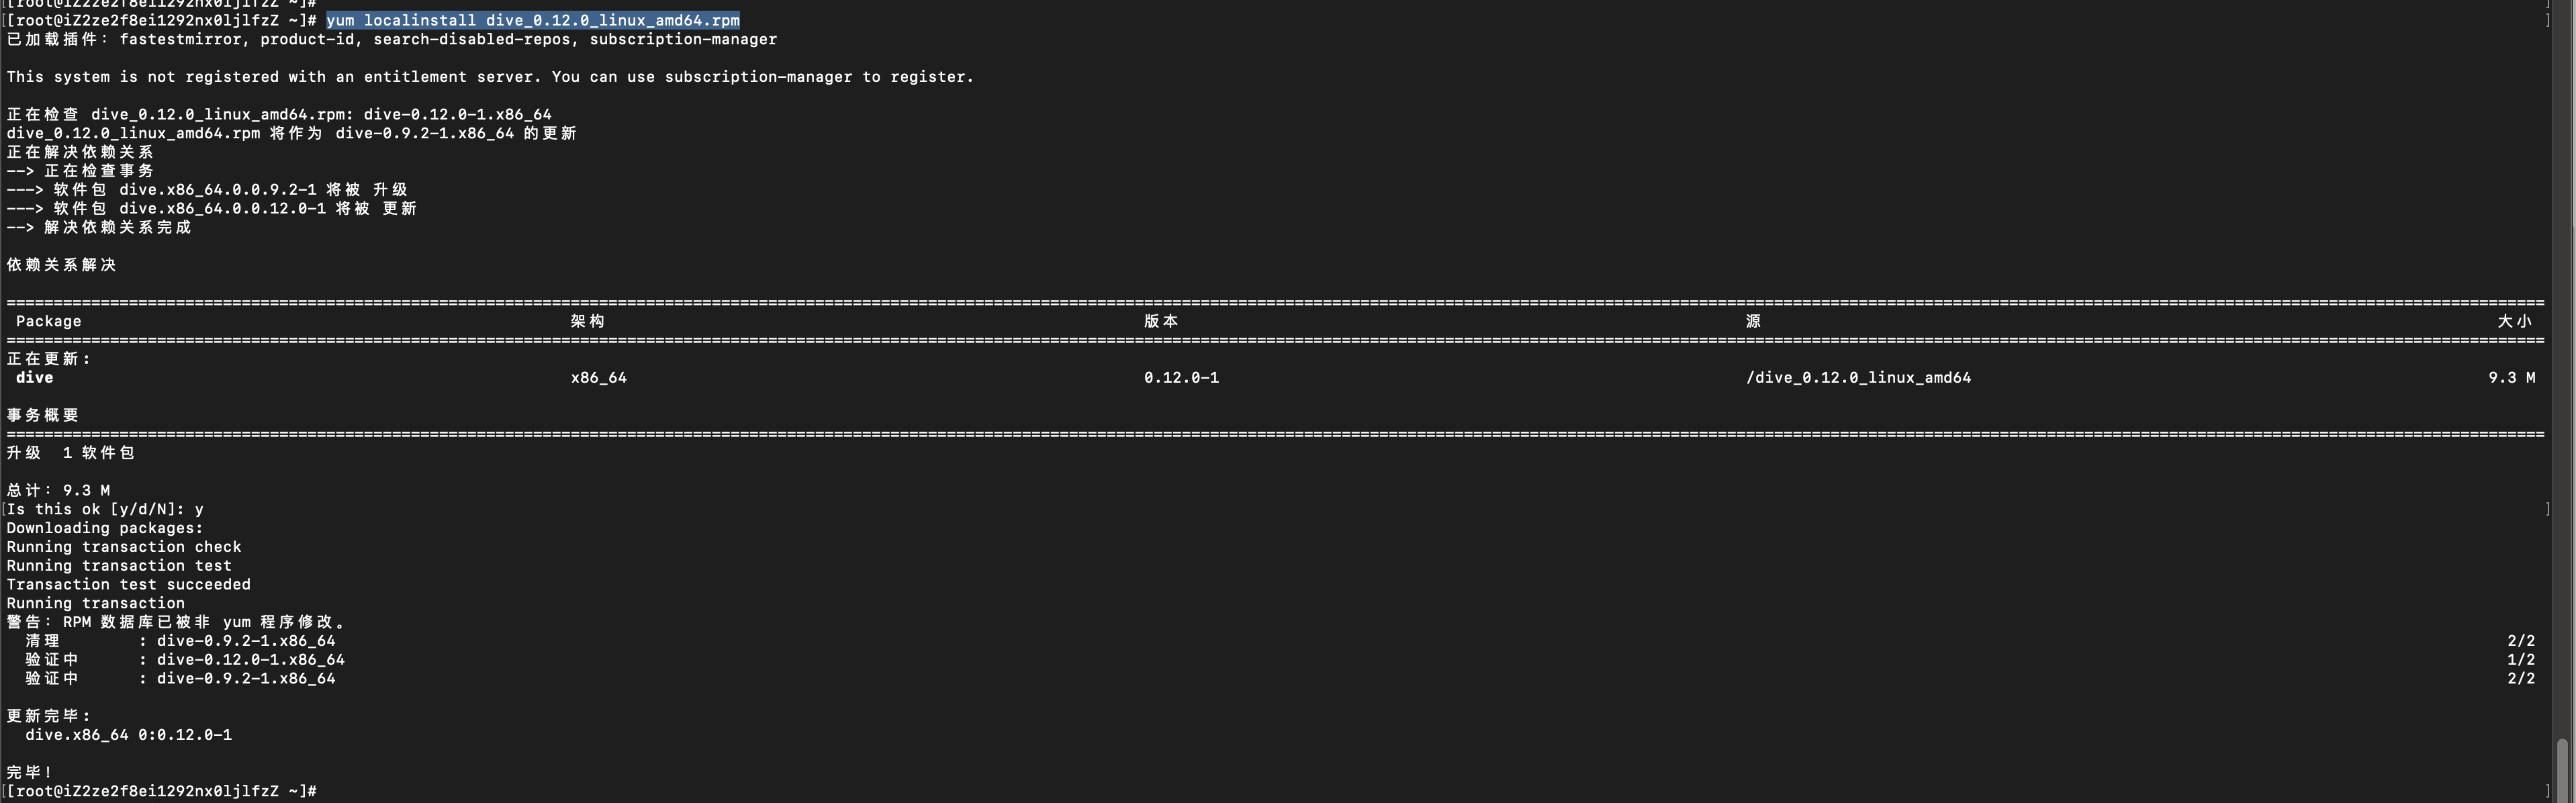 [[root@iZ2ze2f8ei1292nx0ljlfzZ ~]#
[[root@iZ2ze2f8ei1292nx0ljlfzZ ~]# yum localinstall dive_0.12.0_linux_amd64.rpm ]
已加载插件：fastestmirror, product-id, search-disabled-repos, subscription-manager
This system is not registered with an entitlement server. You can use subscription-manager to register.
正在检查 dive_0.12.0_linux_amd64.rpm: dive-0.12.0-1.x86_64
dive_0.12.0_linux_amd64.rpm 将作为 dive-0.9.2-1.x86_64 的更新
正在解决依赖关系
--> 正在检查事务
---> 软件包 dive.x86_64.0.0.9.2-1 将被 升级
---> 软件包 dive.x86_64.0.0.12.0-1 将被 更新
--> 解决依赖关系完成
依赖关系解决
Package 架构 版本 源 大小
正在更新:
dive x86_64 0.12.0-1 /dive_0.12.0_linux_amd64 9.3 M
事务概要
升级 1 软件包
总计：9.3 M
[Is this ok [y/d/N]: y ]
Downloading packages:
Running transaction check
Running transaction test
Transaction test succeeded
Running transaction
警告：RPM 数据库已被非 yum 程序修改。
清理 : dive-0.9.2-1.x86_64 2/2
验证中 : dive-0.12.0-1.x86_64 1/2
验证中 : dive-0.9.2-1.x86_64 2/2
更新完毕:
dive.x86_64 0:0.12.0-1
完毕！
[[root@iZ2ze2f8ei1292nx0ljlfzZ ~]# ]